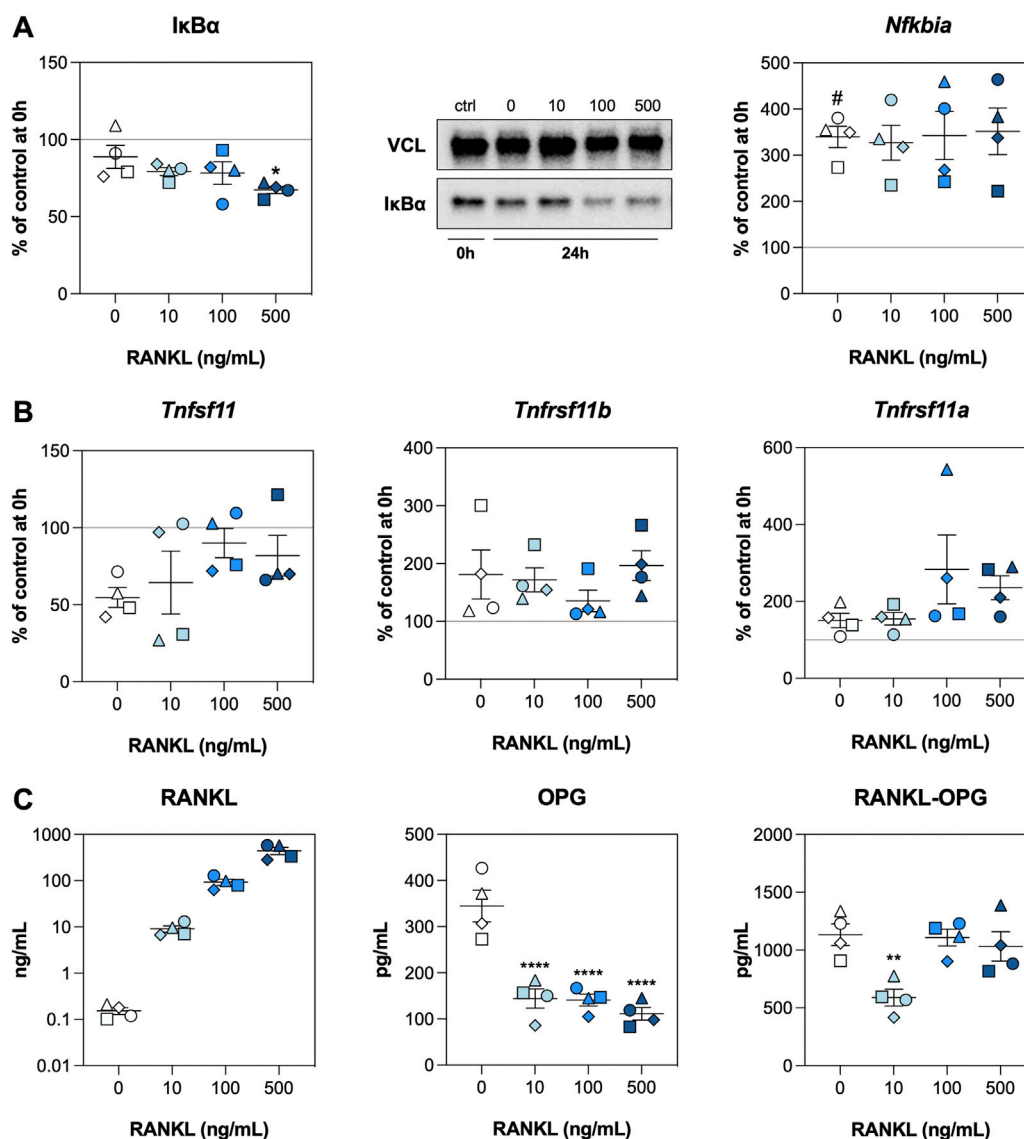 A
IκBα
% of control at 0h
150
100
50
0
*
0 10 100 500
RANKL (ng/mL)
ctrl 0 10 100 500
VCL
IκBα
0h 24h
Nfkbia
% of control at 0h
500
400
300
200
100
0
#
0 10 100 500
RANKL (ng/mL)
B
Tnfsf11
% of control at 0h
150
100
50
0
0 10 100 500
RANKL (ng/mL)
Tnfrsf11b
% of control at 0h
400
300
200
100
0
0 10 100 500
RANKL (ng/mL)
Tnfrsf11a
% of control at 0h
600
400
200
0
0 10 100 500
RANKL (ng/mL)
C
RANKL
ng/mL
1000
100
10
1
0.1
0.01
0 10 100 500
RANKL (ng/mL)
OPG
pg/mL
500
400
300
200
100
0
**** **** ****
0 10 100 500
RANKL (ng/mL)
RANKL-OPG
pg/mL
2000
1500
1000
500
0
**
0 10 100 500
RANKL (ng/mL)